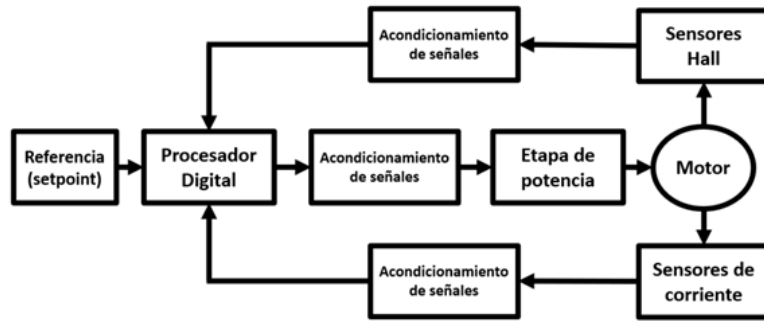 Acondicionamiento
de señales
Sensores
Hall
Referencia
(setpoint)
Procesador
Digital
Acondicionamiento
de señales
Etapa de
potencia
Motor
Acondicionamiento
de señales
Sensores de
corriente